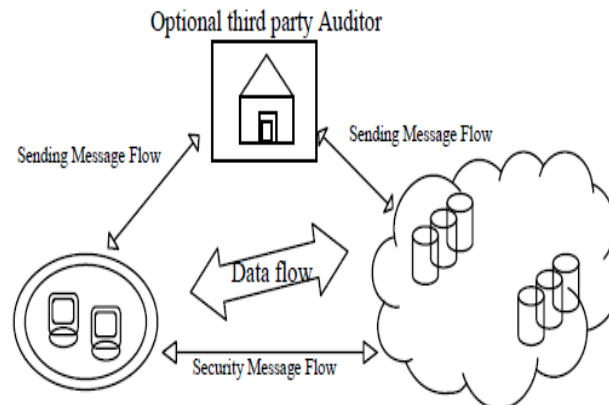 Optional third party Auditor
Sending Message Flow
Sending Message Flow
Data flow
Security Message Flow